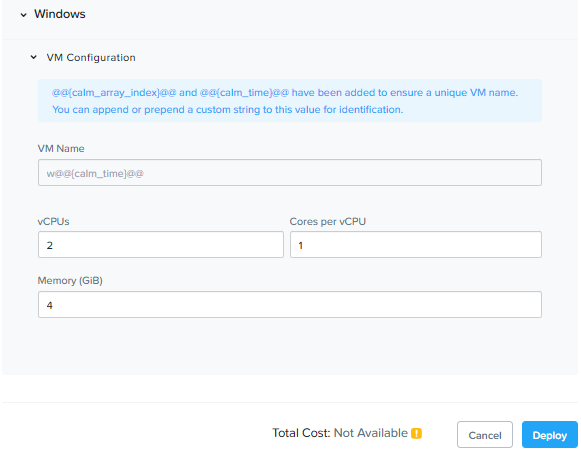 Windows
VM Configuration
@@{calm_array_index}@@ and @@{calm_time}@@ have been added to ensure a unique VM name.
You can append or prepend a custom string to this value for identification.
VM Name
w@@{calm_time}@@
vCPUs
Cores per vCPU
2
1
Memory (GiB)
4
Total Cost: Not Available !
Cancel
Deploy